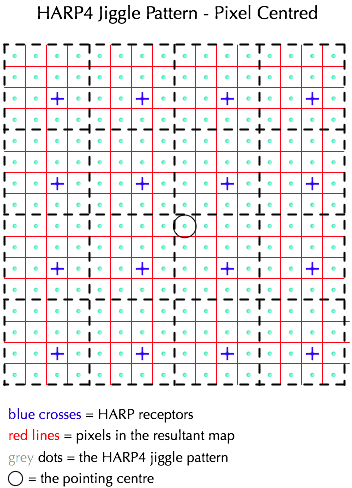 HARP4 Jiggle Pattern - Pixel Centred
blue crosses = HARP receptors
red lines = pixels in the resultant map
grey dots = the HARP4 jiggle pattern
= the pointing centre